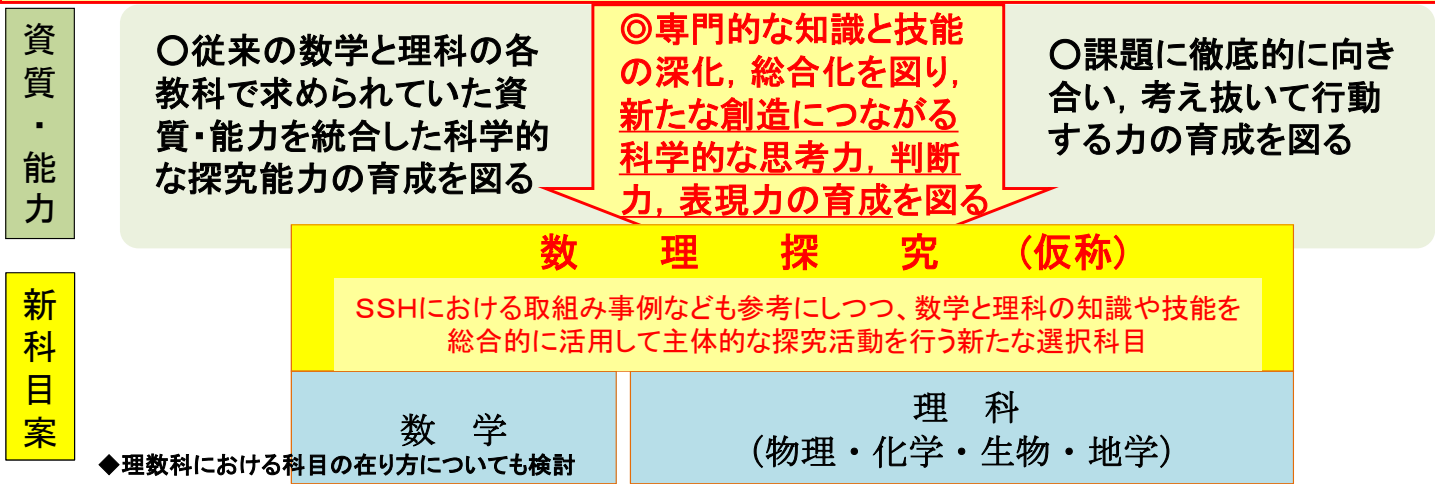 資質・能力
〇従来の数学と理科の各
教科で求められていた資
質・能力を統合した科学的
な探究能力の育成を図る
◎専門的な知識と技能
の深化，総合化を図り，
新たな創造につながる
科学的な思考力，判断
力，表現力の育成を図る
〇課題に徹底的に向き
合い，考え抜いて行動
する力の育成を図る
新科目案
数理探究（仮称）
ＳＳＨにおける取組み事例なども参考にしつつ、数学と理科の知識や技能を
総合的に活用して主体的な探究活動を行う新たな選択科目
数学
理科
（物理・化学・生物・地学）
◆理数科における科目の在り方についても検討